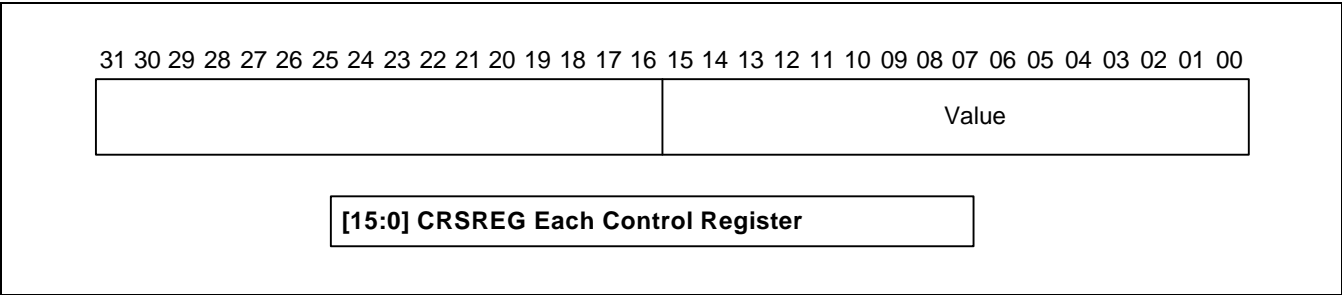 31 30 29 28 27 26 25 24 23 22 21 20 19 18 17 16 15 14 13 12 11 10 09 08 07 06 05 04 03 02 01 00
Value
[15:0] CRSREG Each Control Register